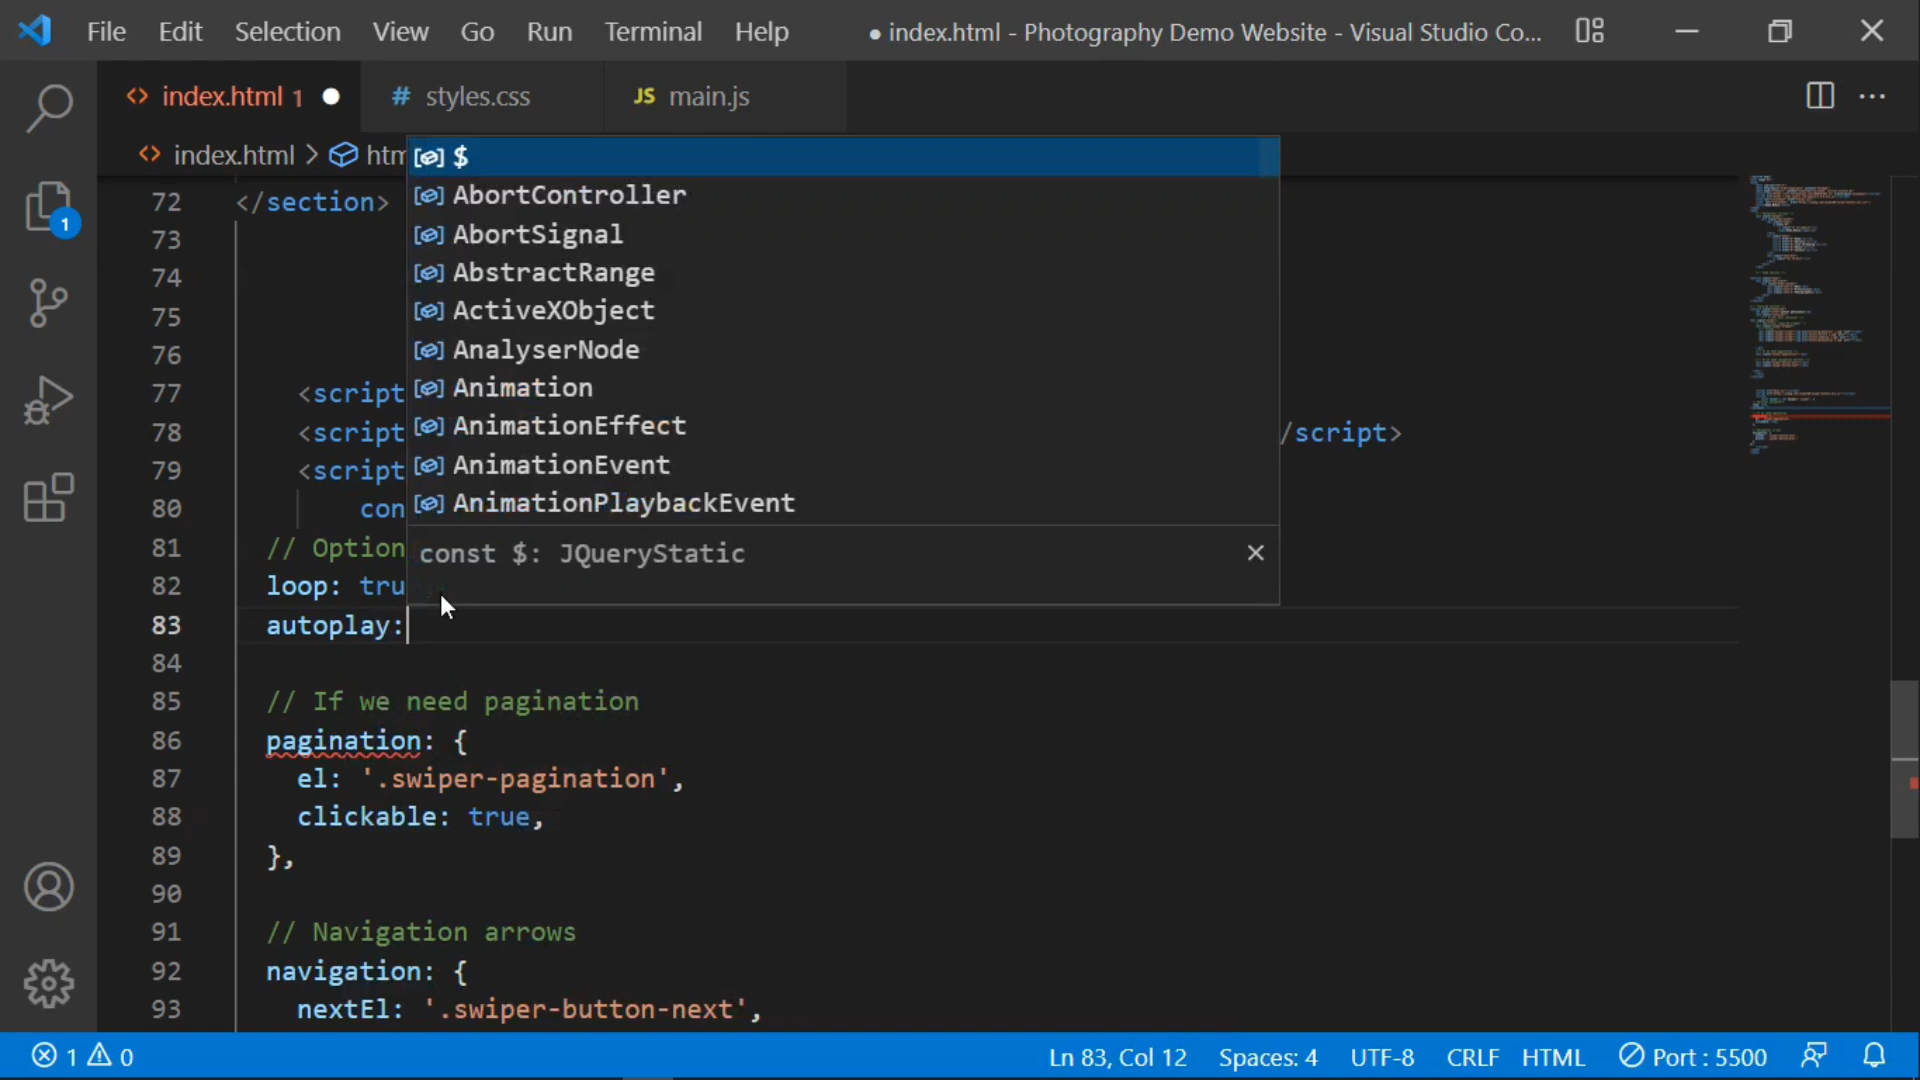 File Edit Selection View Go Run Terminal Help ● index.html - Photography Demo Website - Visual Studio Co...
<> index.html 1 ● # styles.css JS main.js ...
<> index.html > htm
$
AbortController
AbortSignal
AbstractRange
ActiveXObject
AnalyserNode
Animation
AnimationEffect
AnimationEvent
AnimationPlaybackEvent
const $: JQueryStatic
1
72 </section>
73
74
75
76
77 <script
78 <script /script>
79 <script
80 con
81 // Option
82 loop: tru
83 autoplay:
84
85 // If we need pagination
86 pagination: {
87 el: '.swiper-pagination',
88 clickable: true,
89 },
90
91 // Navigation arrows
92 navigation: {
93 nextEl: '.swiper-button-next',
1 0 Ln 83, Col 12 Spaces: 4 UTF-8 CRLF HTML Port : 5500